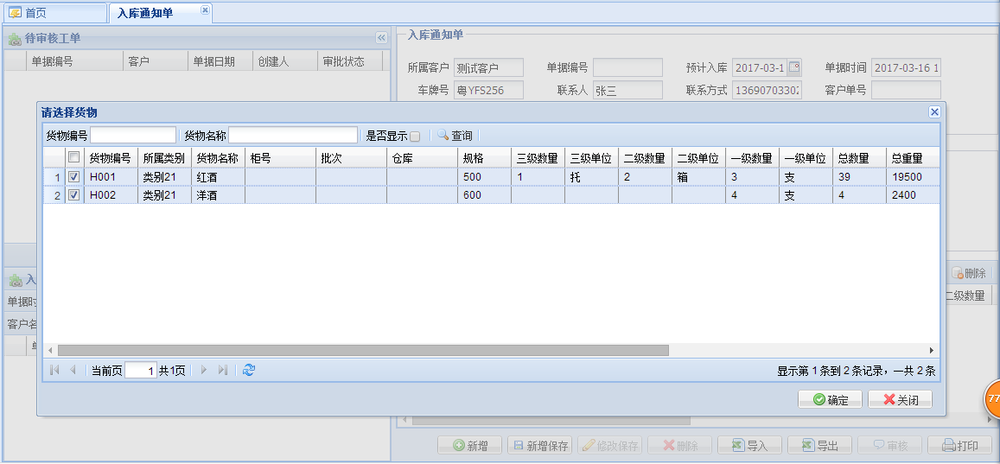 首页 入库通知单
待审核工单
单据编号 客户 单据日期 创建人 审批状态
入库通知单
所属客户 测试客户 单据编号 预计入库 2017-03-1 单据时间 2017-03-16 1
车牌号 粤YFS256 联系人 张三 联系方式 13690703302 客户单号
请选择货物
货物编号 货物名称 是否显示 查询
货物编号 所属类别 货物名称 柜号 批次 仓库 规格 三级数量 三级单位 二级数量 二级单位 一级数量 一级单位 总数量 总重量
1 H001 类别21 红酒 500 1 托 2 箱 3 支 39 19500
2 H002 类别21 洋酒 600 4 支 4 2400
入 删除
单据时 二级数量
客户名
当前页 1 共1页 显示第 1 条到 2 条记录，一共 2 条
确定 关闭
77
新增 新增保存 修改保存 删除 导入 导出 审核 打印